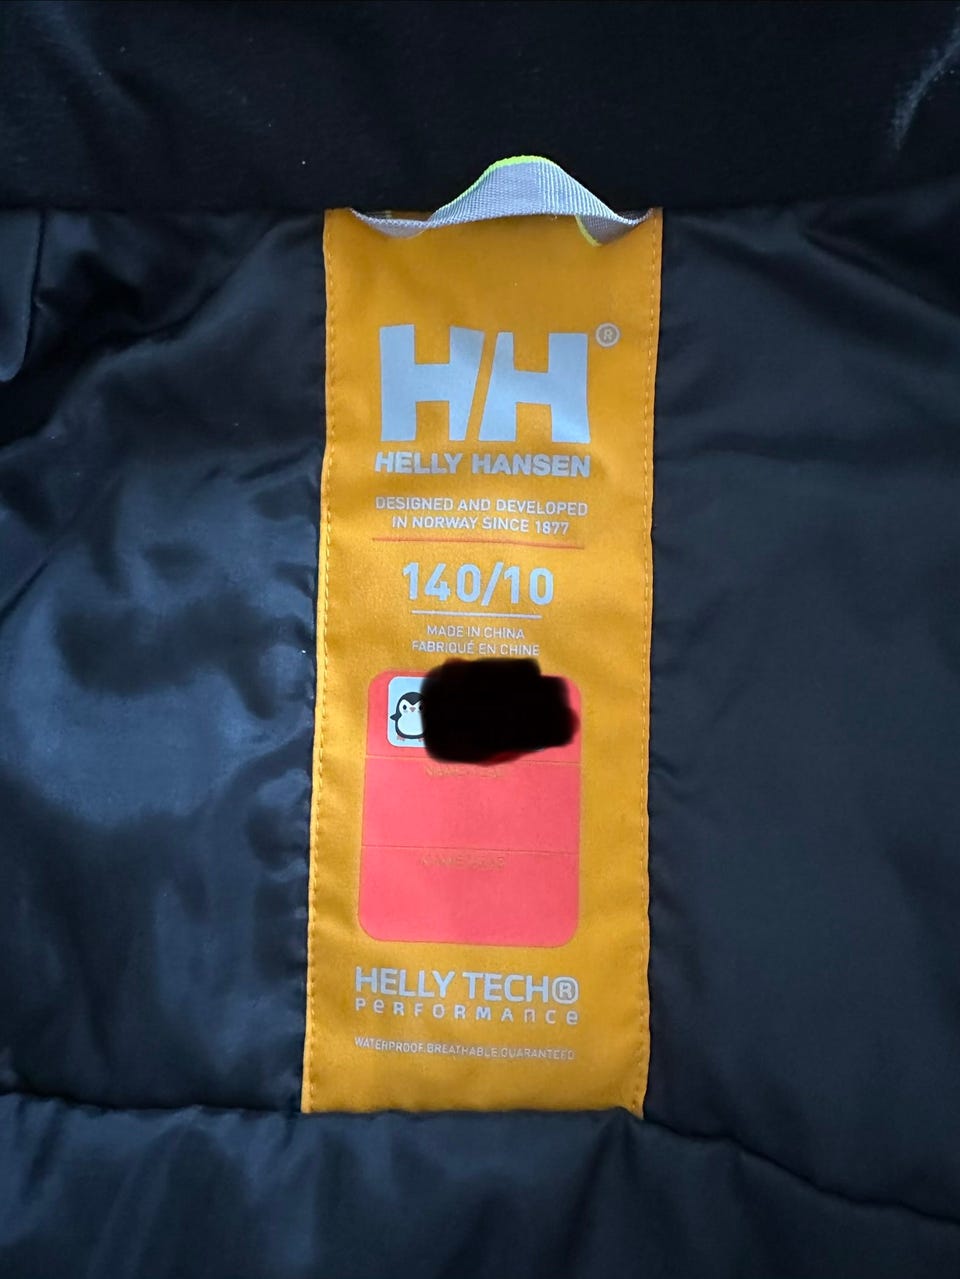 HH®
HELLY HANSEN
DESIGNED AND DEVELOPED
IN NORWAY SINCE 1877
140/10
MADE IN CHINA
FABRIQUÉ EN CHINE
HELLY TECH®
PERFORMANCE
WATERPROOF.BREATHABLE.GUARANTEED